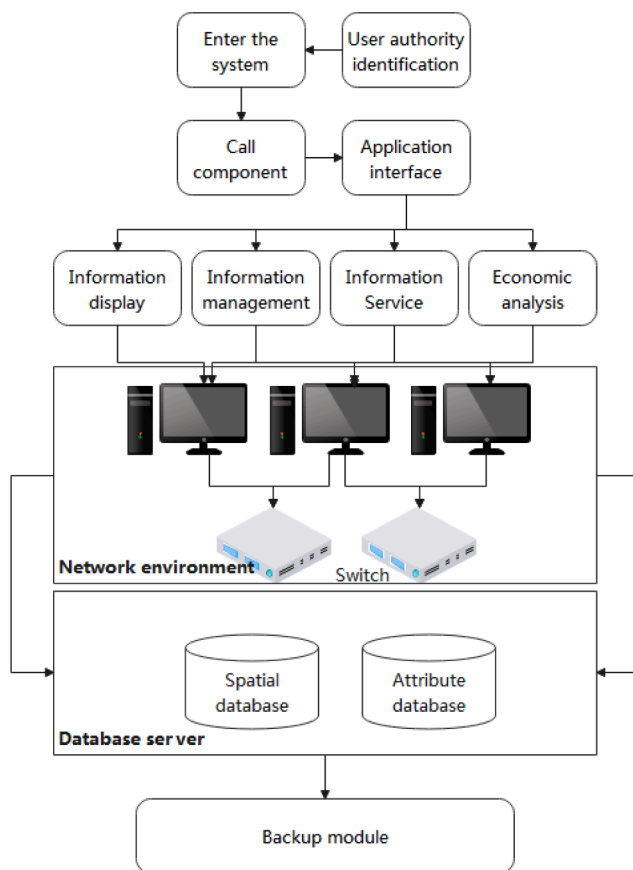 Enter the
system
User authority
identification
Call
component
Application
interface
Information
display
Information
management
Information
Service
Economic
analysis
Network environment
Switch
Spatial
database
Attribute
database
Database server
Backup module